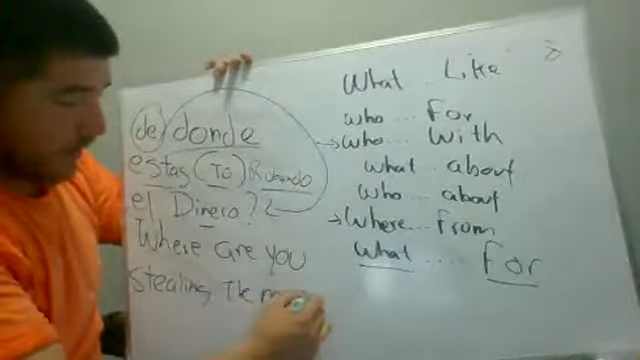 de donde
estas (To) Robando
el Dinero?
Where are you
stealing The m
What .. Like
who ... For
who ... with
what .. about
who ... about
Where... From
what .... For